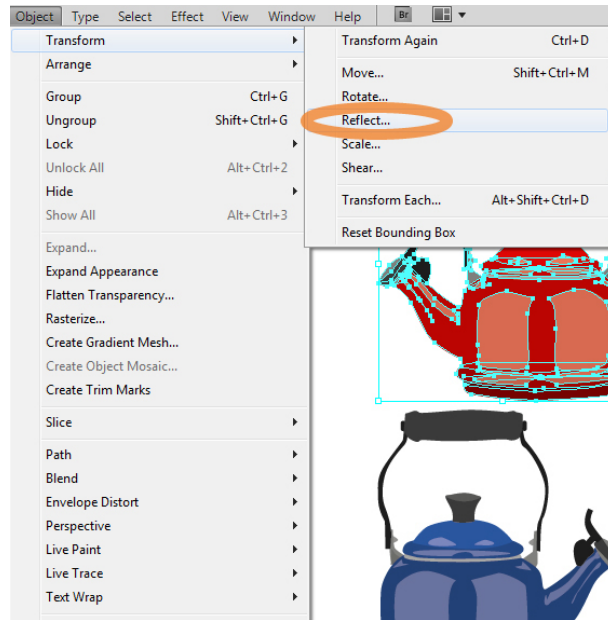 Object Type Select Effect View Window Help Br
Transform
Arrange
Group Ctrl+G
Ungroup Shift+Ctrl+G
Lock
Unlock All Alt+Ctrl+2
Hide
Show All Alt+Ctrl+3
Expand...
Expand Appearance
Flatten Transparency...
Rasterize...
Create Gradient Mesh...
Create Object Mosaic...
Create Trim Marks
Slice
Path
Blend
Envelope Distort
Perspective
Live Paint
Live Trace
Text Wrap
Transform Again Ctrl+D
Move... Shift+Ctrl+M
Rotate...
Reflect...
Scale...
Shear...
Transform Each... Alt+Shift+Ctrl+D
Reset Bounding Box